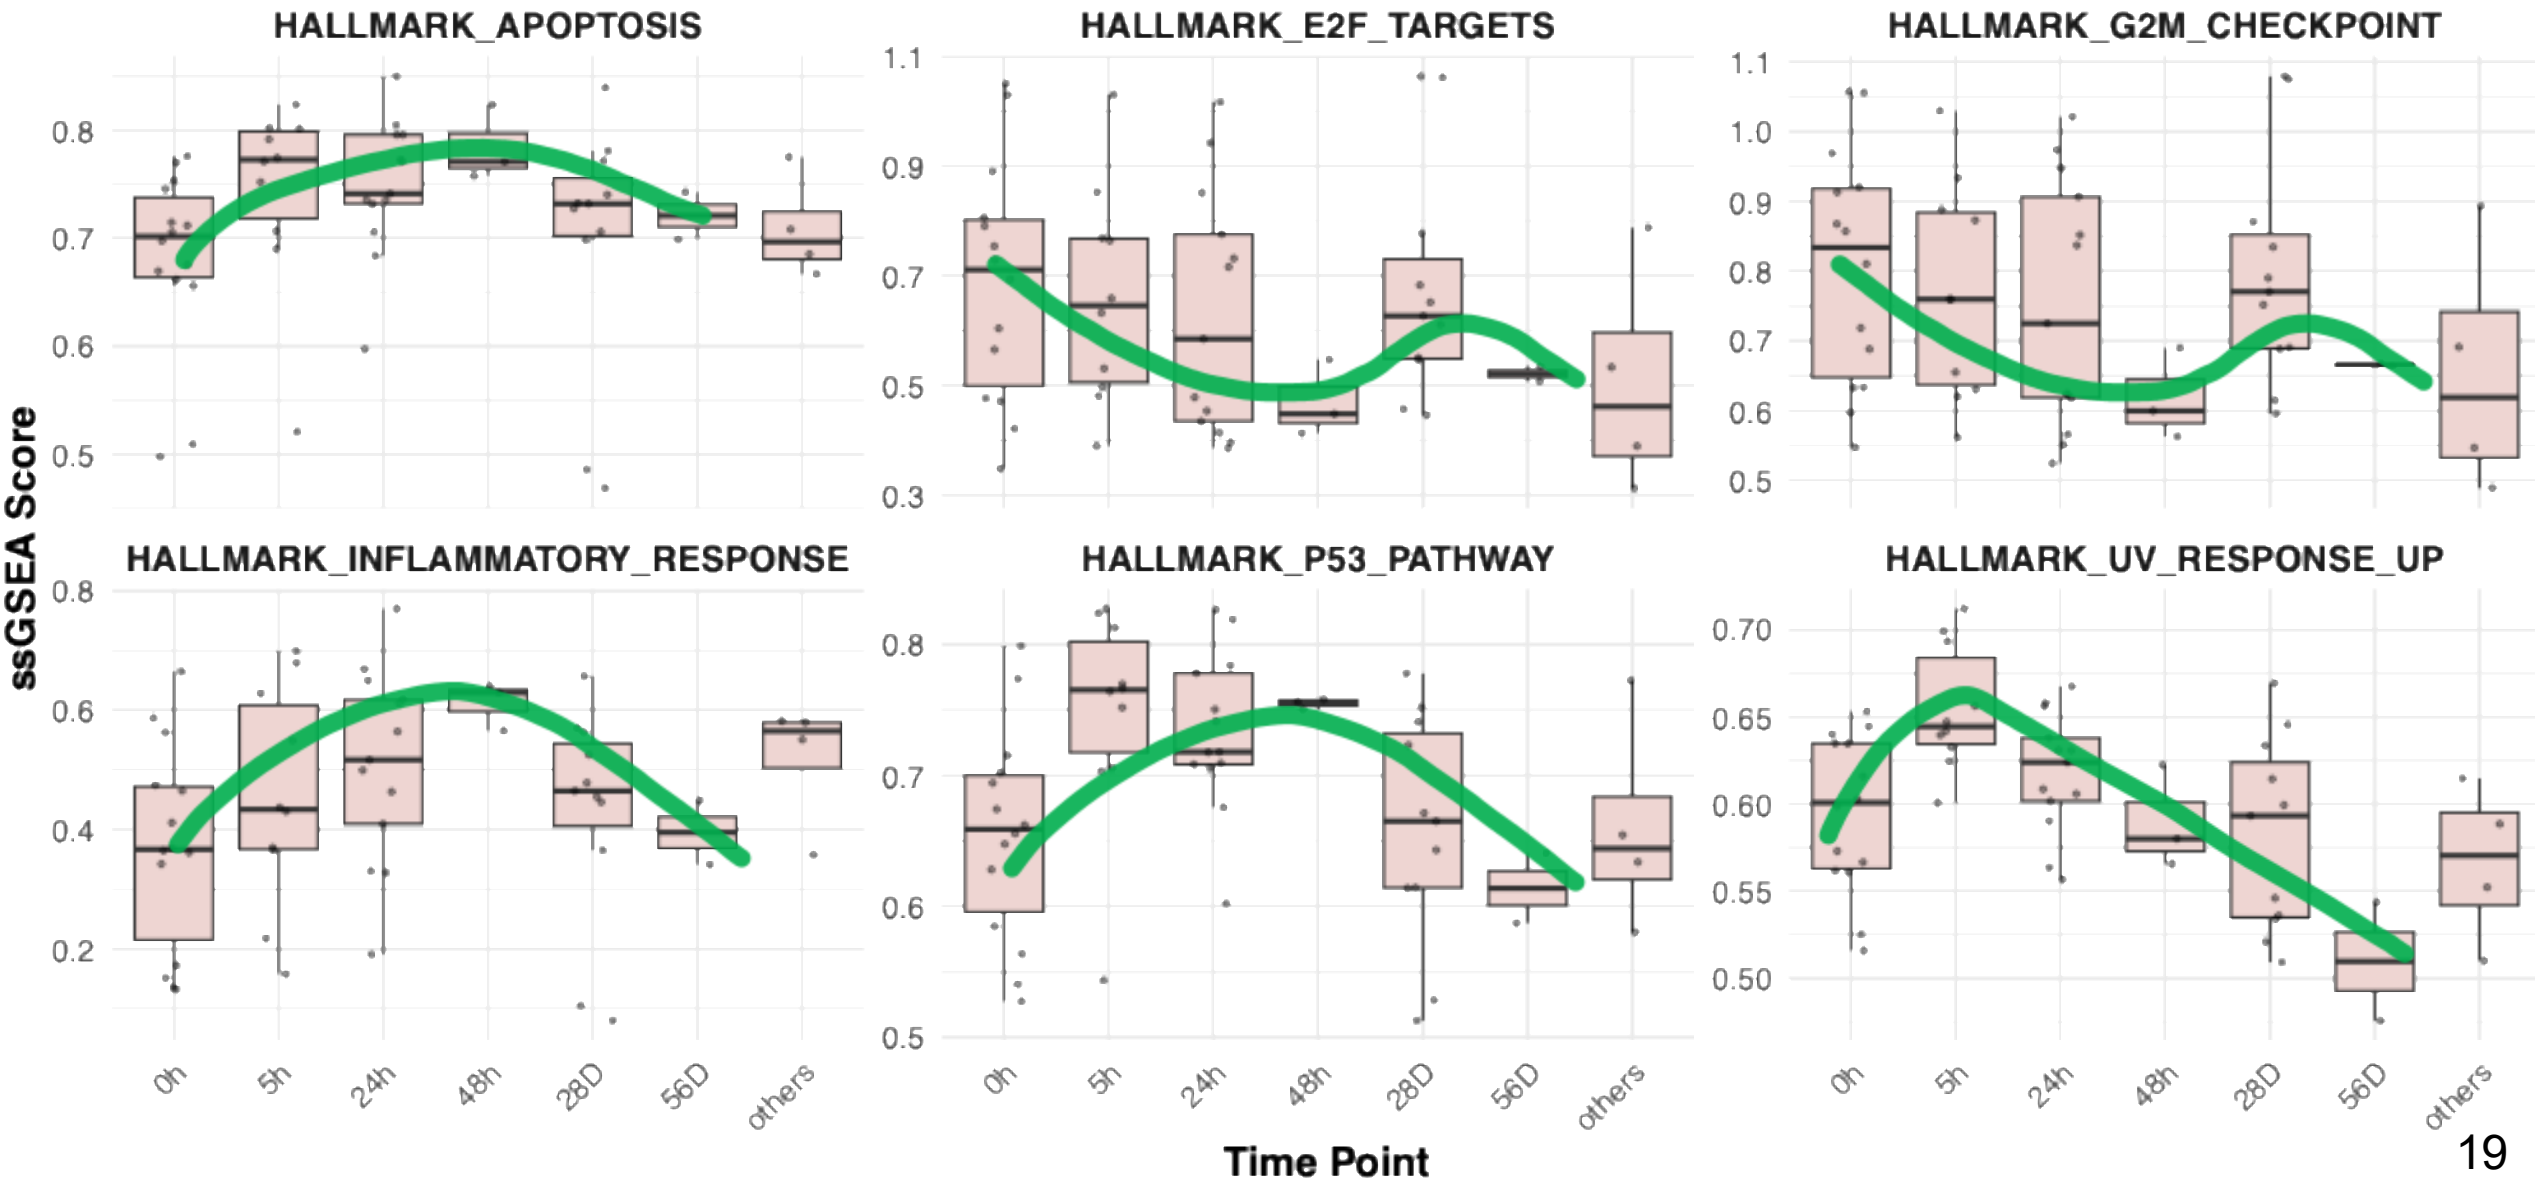 HALLMARK_APOPTOSIS
HALLMARK_E2F_TARGETS
HALLMARK_G2M_CHECKPOINT
0.8
0.7
0.6
0.5
1.1
0.9
0.7
0.5
0.3
1.1
1.0
0.9
0.8
0.7
0.6
0.5
ssGSEA Score
HALLMARK_INFLAMMATORY_RESPONSE
HALLMARK_P53_PATHWAY
HALLMARK_UV_RESPONSE_UP
0.8
0.6
0.4
0.2
0.8
0.7
0.6
0.5
0.70
0.65
0.60
0.55
0.50
0h
5h
24h
48h
28D
56D
others
0h
5h
24h
48h
28D
56D
others
0h
5h
24h
48h
28D
56D
others
Time Point
19